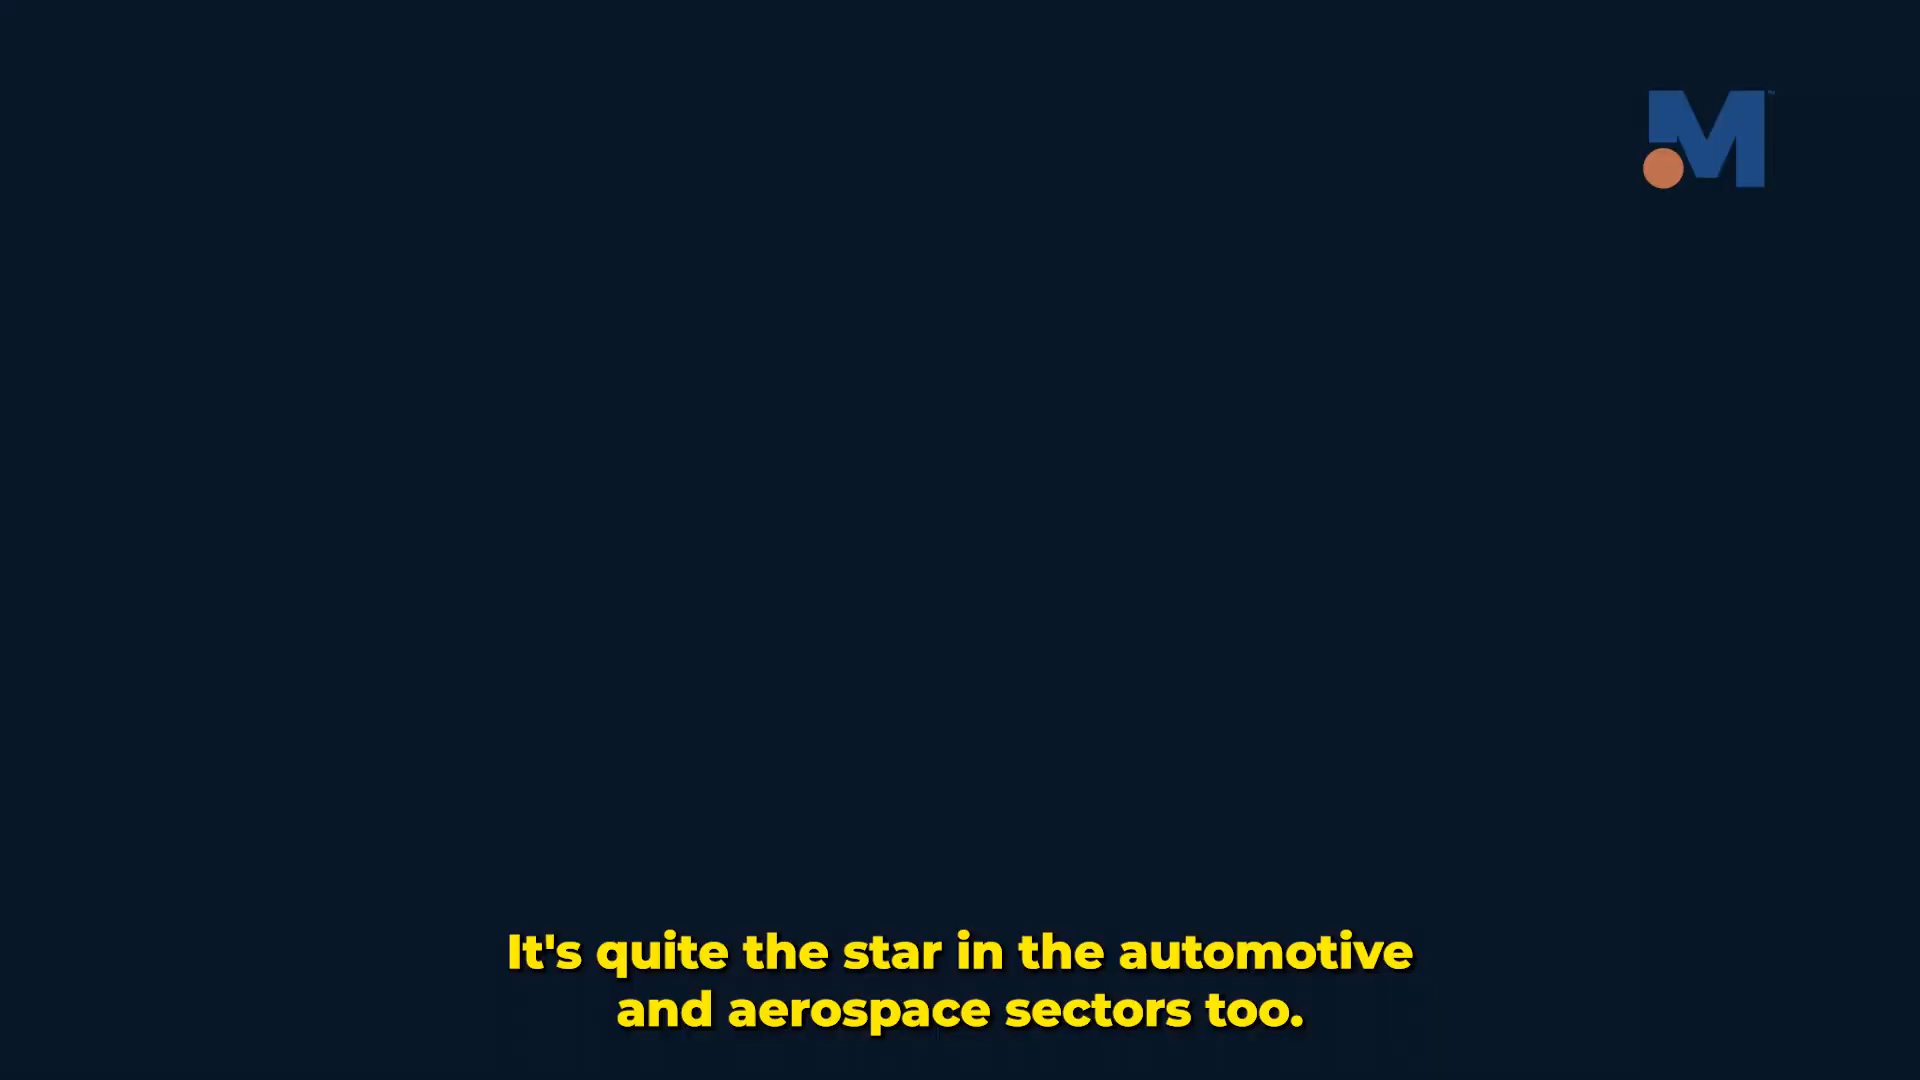 M
It's quite the star in the automotive
and aerospace sectors too.